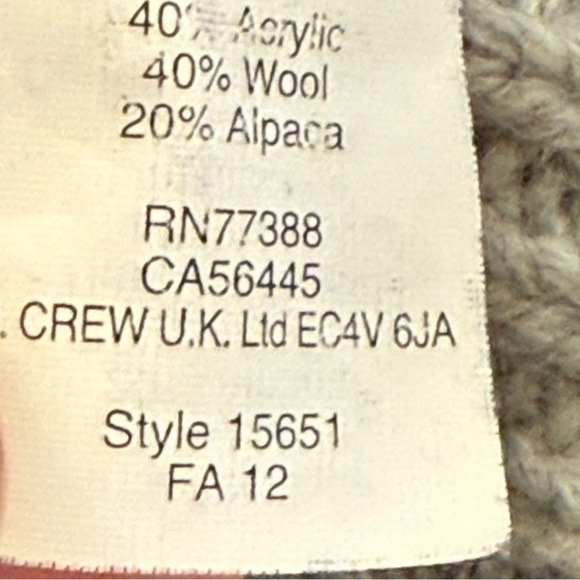 40% Acrylic
40% Wool
20% Alpaca
RN77388
CA56445
. CREW U.K. Ltd EC4V 6JA
Style 15651
FA 12